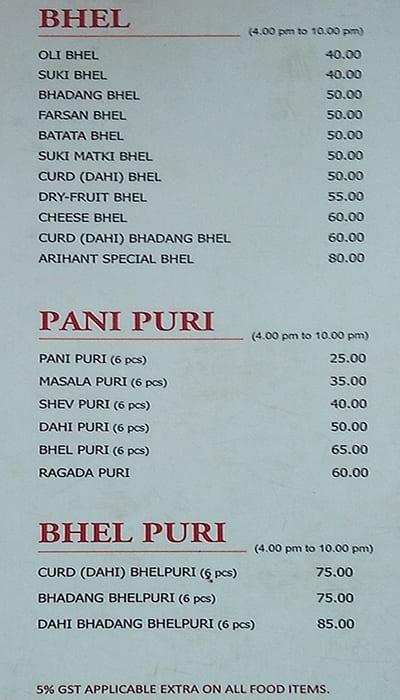 BHEL (4.00 pm to 10.00 pm)
OLI BHEL 40.00
SUKI BHEL 40.00
BHADANG BHEL 50.00
FARSAN BHEL 50.00
BATATA BHEL 50.00
SUKI MATKI BHEL 50.00
CURD (DAHI) BHEL 50.00
DRY-FRUIT BHEL 55.00
CHEESE BHEL 60.00
CURD (DAHI) BHADANG BHEL 60.00
ARIHANT SPECIAL BHEL 80.00
PANI PURI (4.00 pm to 10.00 pm)
PANI PURI (6 pcs) 25.00
MASALA PURI (6 pcs) 35.00
SHEV PURI (6 pcs) 40.00
DAHI PURI (6 pcs) 50.00
BHEL PURI (6 pcs) 65.00
RAGADA PURI 60.00
BHEL PURI (4.00 pm to 10.00 pm)
CURD (DAHI) BHELPURI (6 pcs) 75.00
BHADANG BHELPURI (6 pcs) 75.00
DAHI BHADANG BHELPURI (6 pcs) 85.00
5% GST APPLICABLE EXTRA ON ALL FOOD ITEMS.